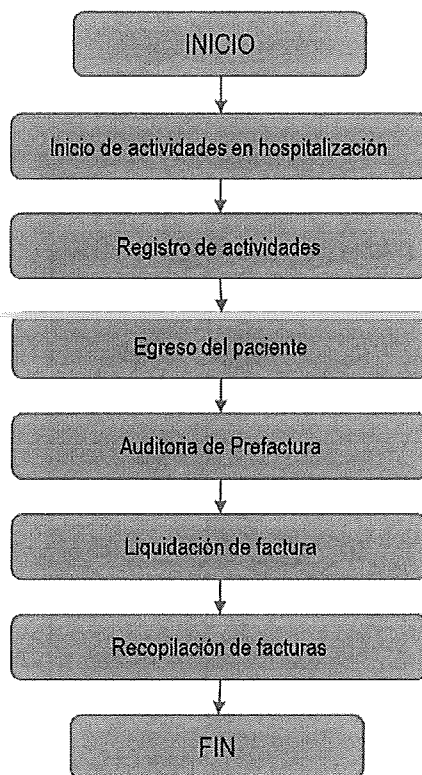 INICIO
Inicio de actividades en hospitalización
Registro de actividades
Egreso del paciente
Auditoria de Prefactura
Liquidación de factura
Recopilación de facturas
FIN